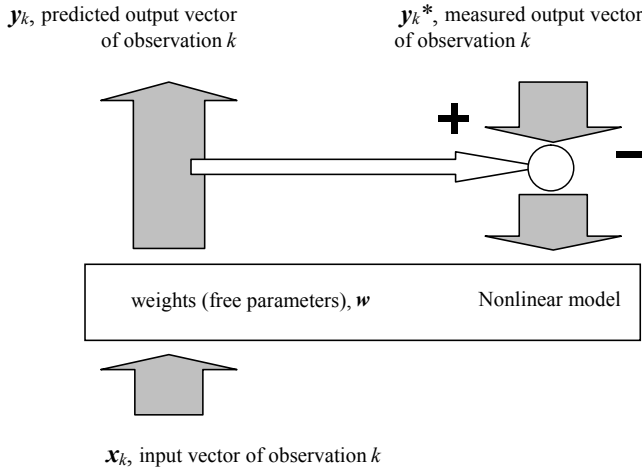 yk, predicted output vector
of observation k
yk*, measured output vector
of observation k
+
−
weights (free parameters), w
Nonlinear model
xk, input vector of observation k